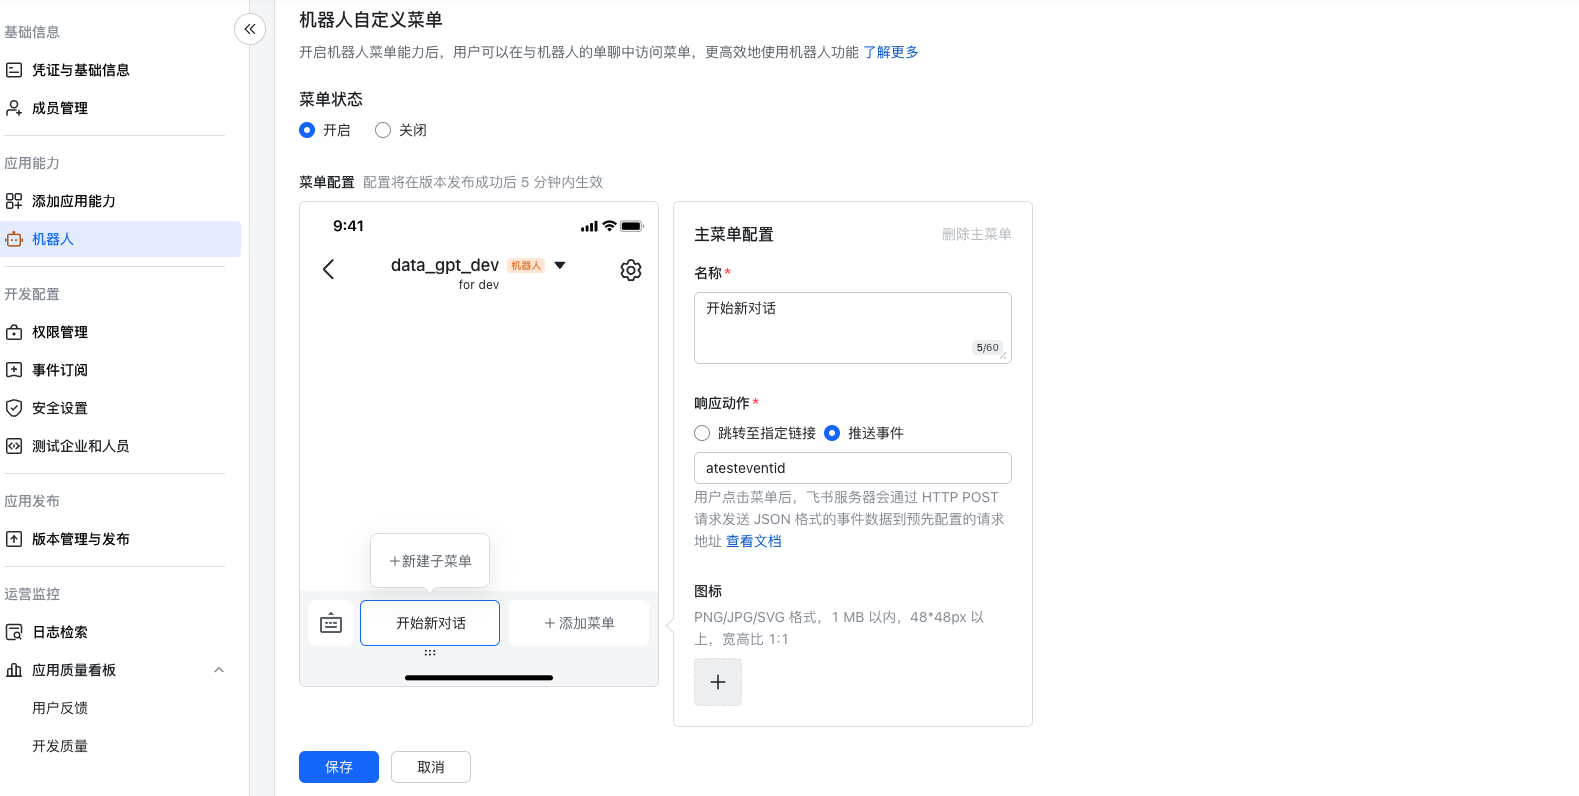 基础信息
凭证与基础信息
成员管理
应用能力
添加应用能力
机器人
开发配置
权限管理
事件订阅
安全设置
测试企业和人员
应用发布
版本管理与发布
运营监控
日志检索
应用质量看板
用户反馈
开发质量
机器人自定义菜单
开启机器人菜单能力后，用户可以在与机器人的单聊中访问菜单，更高效地使用机器人功能 了解更多
菜单状态
开启 关闭
菜单配置 配置将在版本发布成功后 5 分钟内生效
9:41
data_gpt_dev 机器人
for dev
+新建子菜单
开始新对话 + 添加菜单
主菜单配置 删除主菜单
名称*
开始新对话
5/60
响应动作*
跳转至指定链接 推送事件
atesteventid
用户点击菜单后，飞书服务器会通过 HTTP POST
请求发送 JSON 格式的事件数据到预先配置的请求
地址 查看文档
图标
PNG/JPG/SVG 格式，1 MB 以内，48*48px 以
上，宽高比 1:1
保存 取消